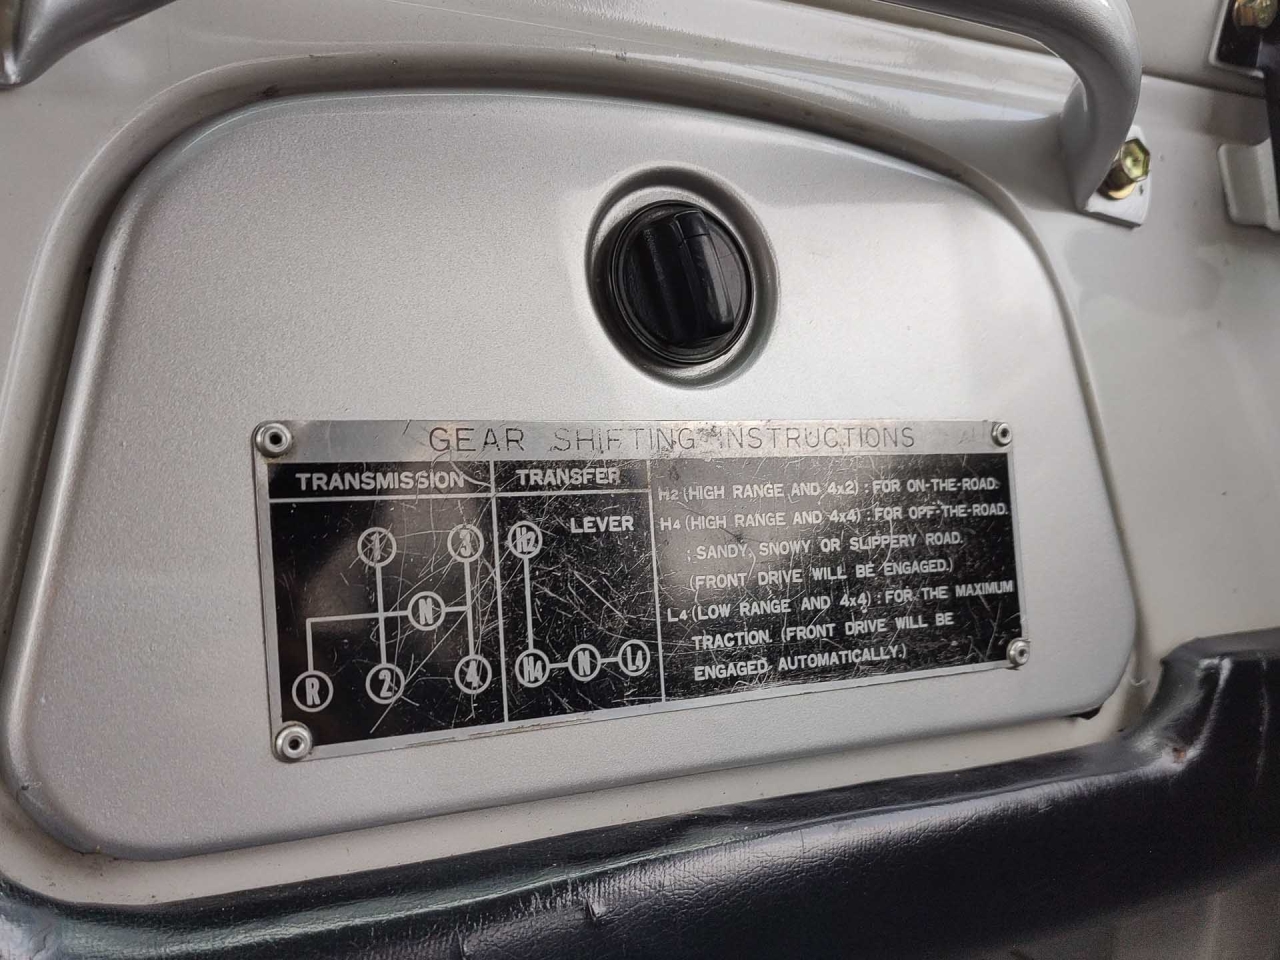 GEAR SHIFTING INSTRUCTIONS
TRANSMISSION
1 3
N
R 2 4
TRANSFER
LEVER
H2
H4 N L4
H2 (HIGH RANGE AND 4x2) : FOR ON-THE-ROAD.
H4 (HIGH RANGE AND 4x4) : FOR OFF-THE-ROAD.
; SANDY, SNOWY OR SLIPPERY ROAD.
(FRONT DRIVE WILL BE ENGAGED.)
L4 (LOW RANGE AND 4x4) : FOR THE MAXIMUM
TRACTION. (FRONT DRIVE WILL BE
ENGAGED AUTOMATICALLY.)